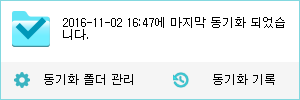 2016-11-02 16:47에 마지막 동기화 되었습
니다.
동기화 폴더 관리 동기화 기록